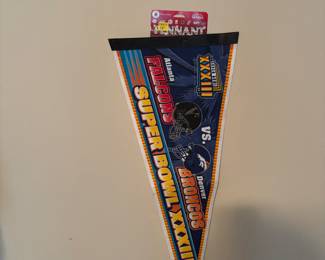 PENNANT
XXXIII
Atlanta
FALCONS
VS.
Denver
BRONCOS
SUPER BOWL XXXIII